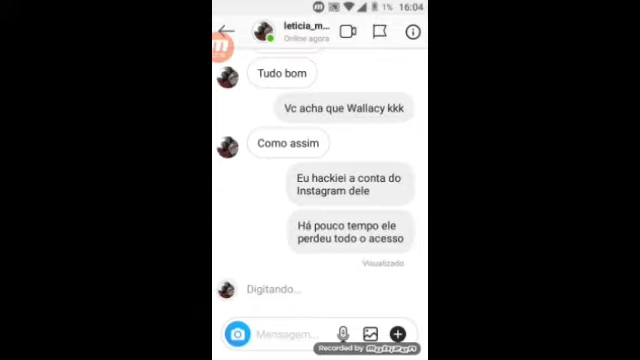 1% 16:04
leticia_m...
Online agora
Tudo bom
Vc acha que Wallacy kkk
Como assim
Eu hackiei a conta do
Instagram dele
Há pouco tempo ele
perdeu todo o acesso
Visualizado
Digitando...
Mensagem...
Recorded by Mobizen